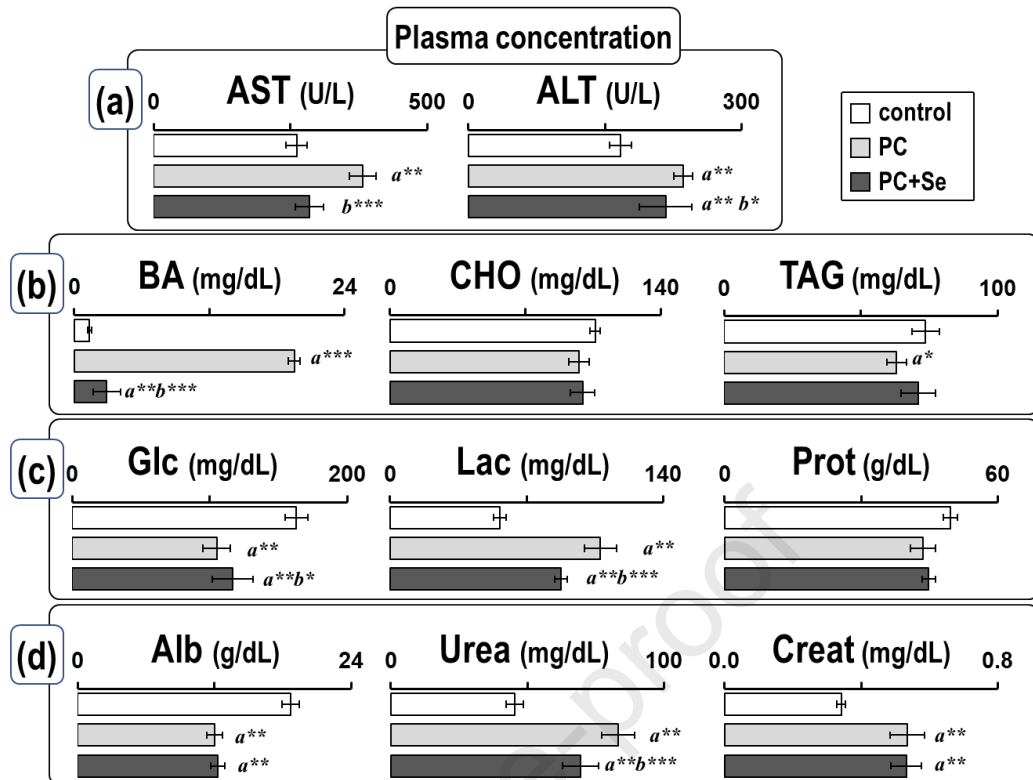 Plasma concentration
(a)
AST (U/L)
0 500
a**
b***
ALT (U/L)
0 300
a**
a** b*
control
PC
PC+Se
(b)
BA (mg/dL)
0 24
a***
a**b***
CHO (mg/dL)
0 140
TAG (mg/dL)
0 100
a*
(c)
Glc (mg/dL)
0 200
a**
a**b*
Lac (mg/dL)
0 140
a**
a**b***
Prot (g/dL)
0 60
(d)
Alb (g/dL)
0 24
a**
a**
Urea (mg/dL)
0 100
a**
a**b***
Creat (mg/dL)
0.0 0.8
a**
a**
e-proof